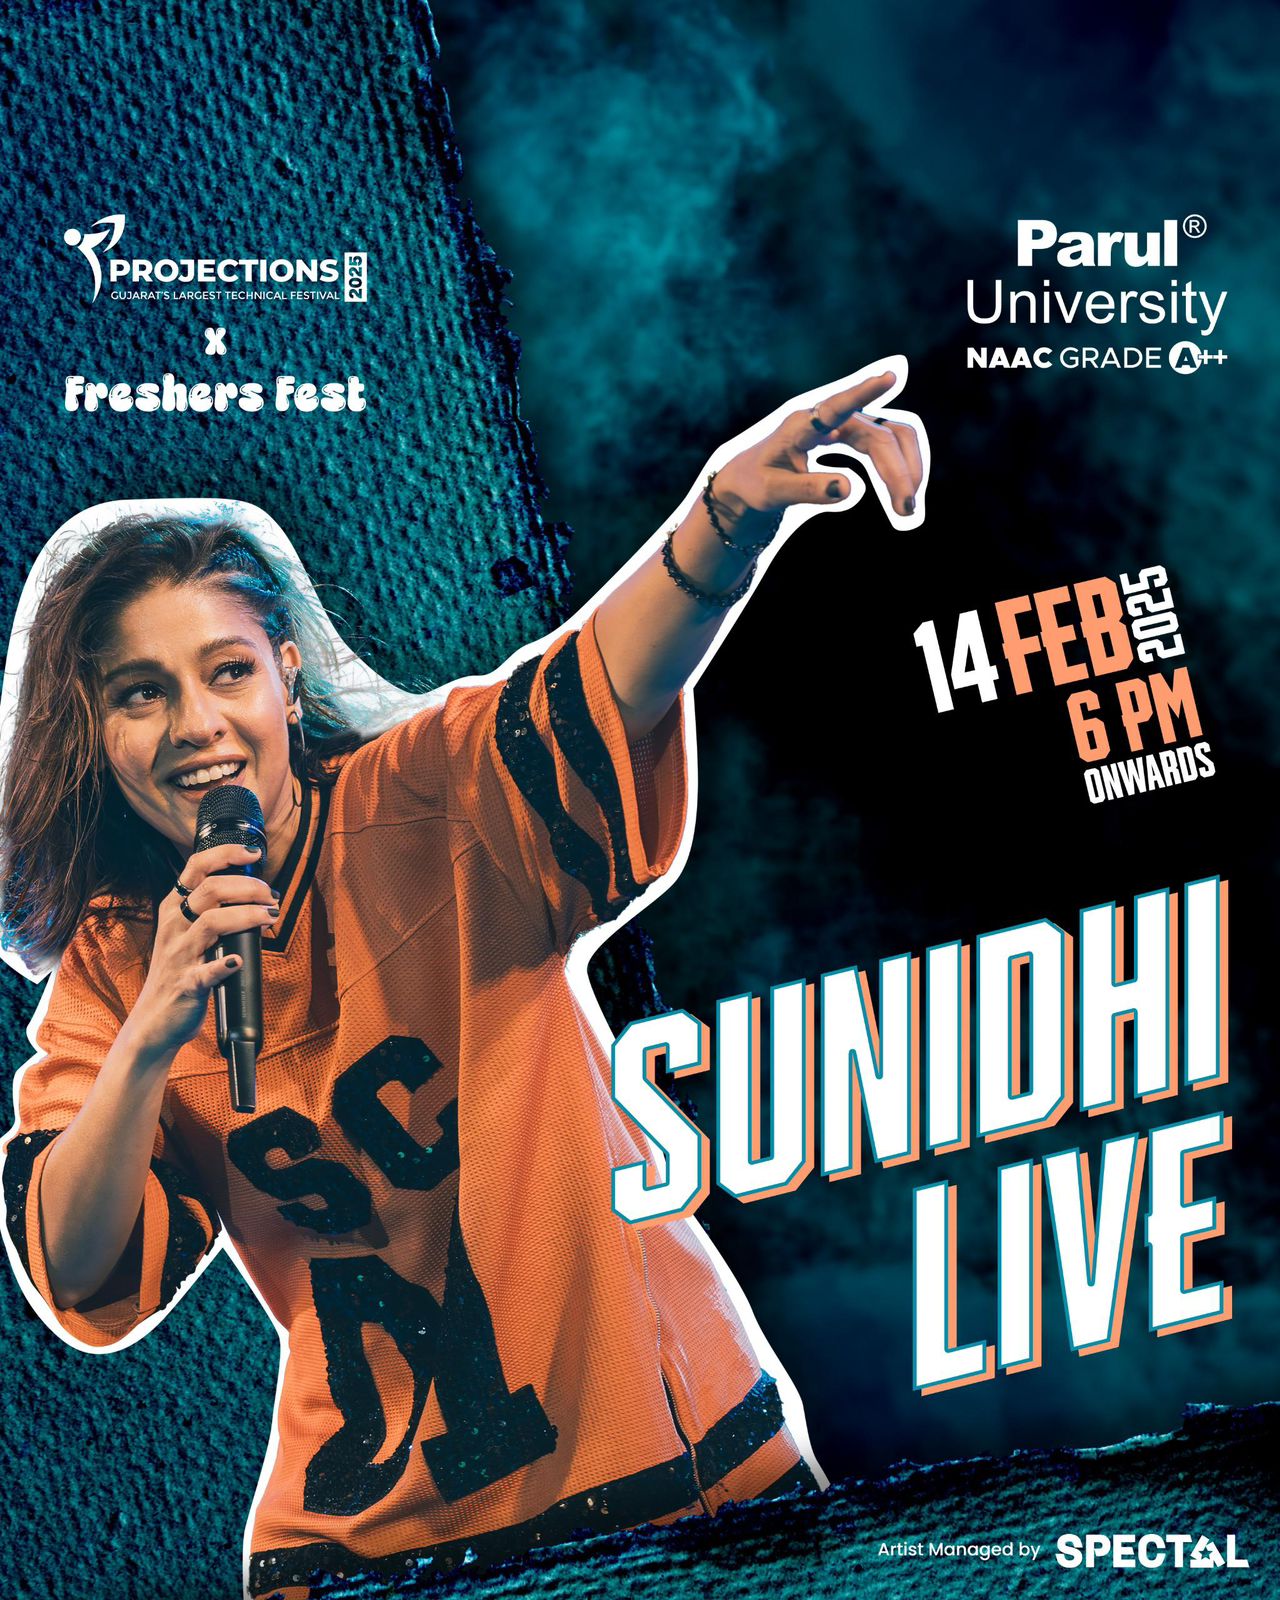 PROJECTIONS 2025
GUJARAT'S LARGEST TECHNICAL FESTIVAL
X
Freshers Fest
Parul®
University
NAAC GRADE A++
14 FEB 2025
6 PM
ONWARDS
SC
SUNIDHI
LIVE
Artist Managed by SPECTAL